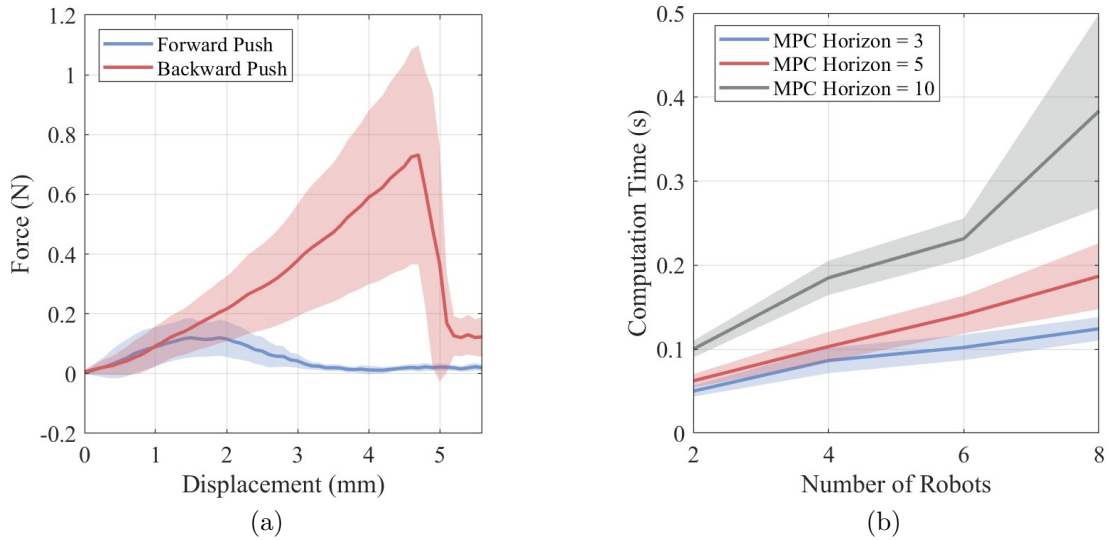 1.2
1
0.8
0.6
0.4
0.2
0
-0.2
Force (N)
Forward Push
Backward Push
0 1 2 3 4 5
Displacement (mm)
(a)
0.5
0.4
0.3
0.2
0.1
0
Computation Time (s)
MPC Horizon = 3
MPC Horizon = 5
MPC Horizon = 10
2 4 6 8
Number of Robots
(b)